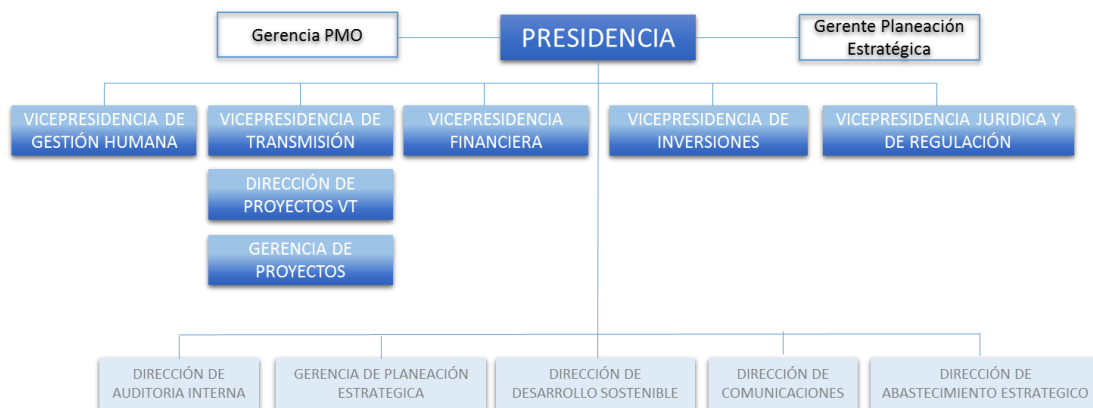 Gerencia PMO
PRESIDENCIA
Gerente Planeación
Estratégica
VICEPRESIDENCIA DE
GESTIÓN HUMANA
VICEPRESIDENCIA DE
TRANSMISIÓN
VICEPRESIDENCIA
FINANCIERA
VICEPRESIDENCIA DE
INVERSIONES
VICEPRESIDENCIA JURIDICA Y
DE REGULACIÓN
DIRECCIÓN DE
PROYECTOS VT
GERENCIA DE
PROYECTOS
DIRECCIÓN DE
AUDITORIA INTERNA
GERENCIA DE PLANEACIÓN
ESTRATEGICA
DIRECCIÓN DE
DESARROLLO SOSTENIBLE
DIRECCIÓN DE
COMUNICACIONES
DIRECCIÓN DE
ABASTECIMIENTO ESTRATEGICO